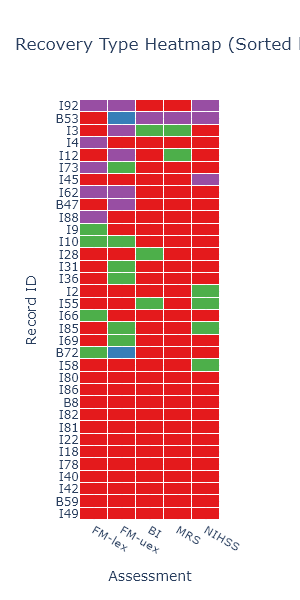 Recovery Type Heatmap (Sorted
I92
B53
I3
I4
I12
I73
I45
I62
B47
I88
I9
I10
I28
I31
I36
I2
I55
I66
I85
I69
B72
I58
I80
I86
B8
I82
I81
I22
I18
I78
I40
I42
B59
I49
Record ID
FM-lex
FM-uex
BI
MRS
NIHSS
Assessment